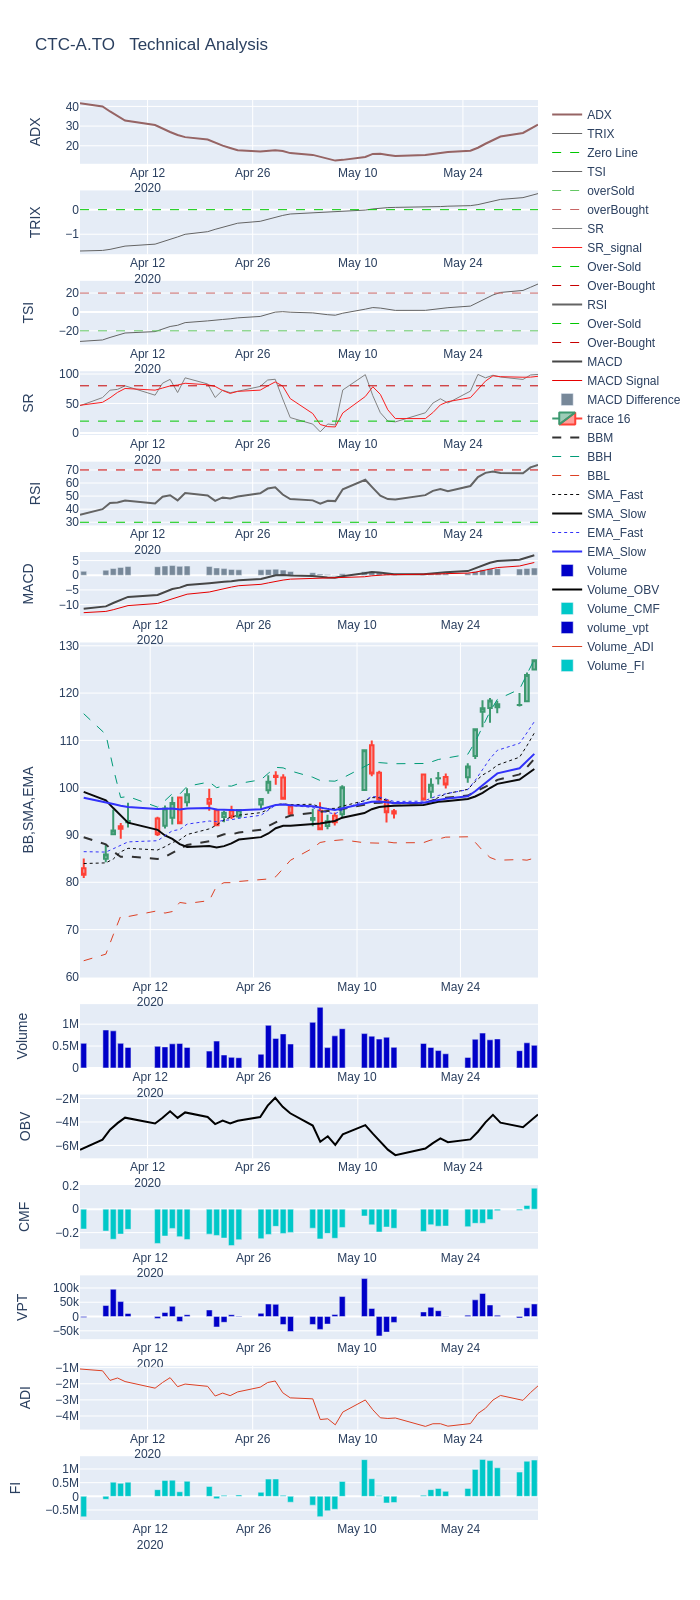 CTC-A.TO   Technical Analysis
ADX
40
30
20
Apr 12
2020
Apr 26
May 10
May 24
TRIX
0
−1
Apr 12
2020
Apr 26
May 10
May 24
TSI
20
0
−20
Apr 12
2020
Apr 26
May 10
May 24
SR
100
50
0
Apr 12
2020
Apr 26
May 10
May 24
RSI
70
60
50
40
30
Apr 12
2020
Apr 26
May 10
May 24
MACD
5
0
−5
−10
Apr 12
2020
Apr 26
May 10
May 24
BB,SMA,EMA
130
120
110
100
90
80
70
60
Apr 12
2020
Apr 26
May 10
May 24
Volume
1M
0.5M
0
Apr 12
2020
Apr 26
May 10
May 24
OBV
−2M
−4M
−6M
Apr 12
2020
Apr 26
May 10
May 24
CMF
0.2
0
−0.2
Apr 12
2020
Apr 26
May 10
May 24
VPT
100k
50k
0
−50k
Apr 12
2020
Apr 26
May 10
May 24
ADI
−1M
−2M
−3M
−4M
Apr 12
2020
Apr 26
May 10
May 24
FI
1M
0.5M
0
−0.5M
Apr 12
2020
Apr 26
May 10
May 24
ADX
TRIX
Zero Line
TSI
overSold
overBought
SR
SR_signal
Over-Sold
Over-Bought
RSI
Over-Sold
Over-Bought
MACD
MACD Signal
MACD Difference
trace 16
BBM
BBH
BBL
SMA_Fast
SMA_Slow
EMA_Fast
EMA_Slow
Volume
Volume_OBV
Volume_CMF
volume_vpt
Volume_ADI
Volume_FI